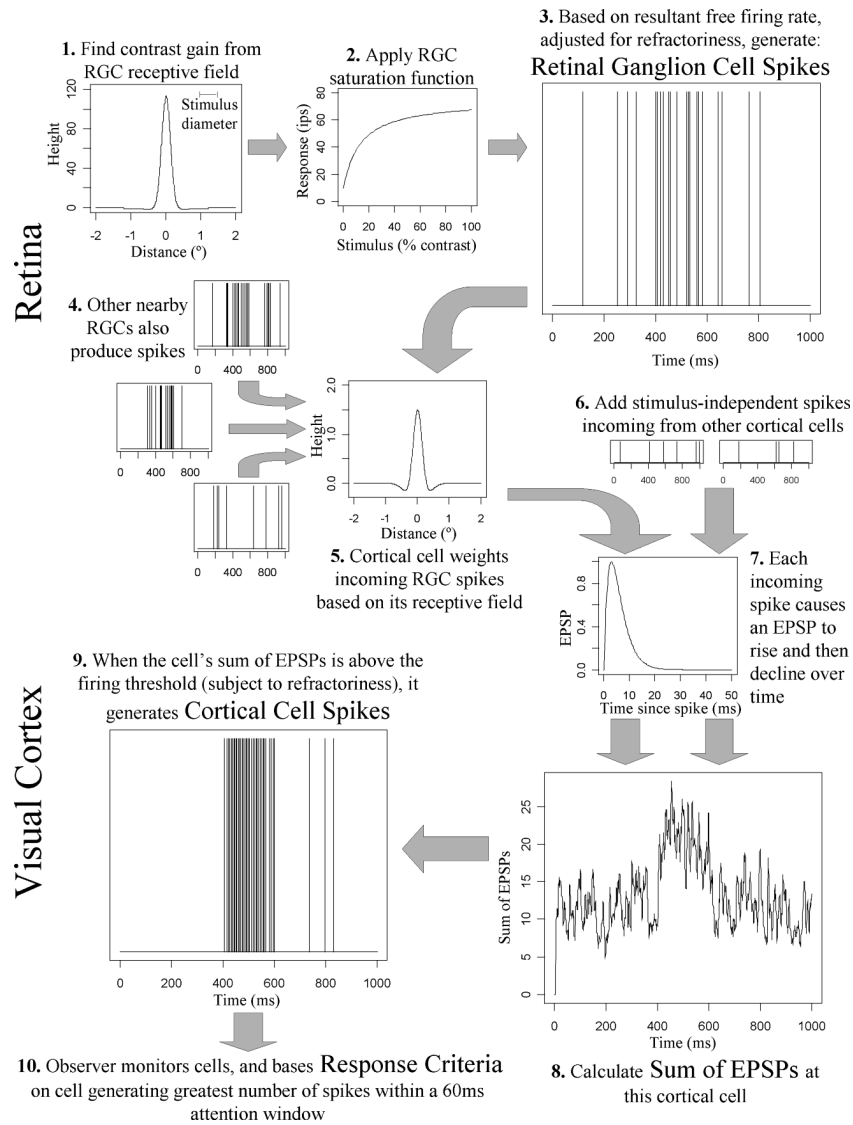 1. Find contrast gain from
RGC receptive field
120
80
40
0
Height
Stimulus
diameter
-2 -1 0 1 2
Distance (º)
2. Apply RGC
saturation function
80
60
40
20
0
Response (ips)
0 20 40 60 80 100
Stimulus (% contrast)
3. Based on resultant free firing rate,
adjusted for refractoriness, generate:
Retinal Ganglion Cell Spikes
0 200 400 600 800 1000
Time (ms)
Retina
4. Other nearby
RGCs also
produce spikes
0 400 800
0 400 800
0 400 800
2.0
1.0
0.0
Height
-2 -1 0 1 2
Distance (º)
5. Cortical cell weights
incoming RGC spikes
based on its receptive field
6. Add stimulus-independent spikes
incoming from other cortical cells
0 400 800
0 400 800
0.8
0.4
0.0
EPSP
0 10 20 30 40 50
Time since spike (ms)
7. Each
incoming
spike causes
an EPSP to
rise and then
decline over
time
Visual Cortex
9. When the cell's sum of EPSPs is above the
firing threshold (subject to refractoriness), it
generates Cortical Cell Spikes
0 200 400 600 800 1000
Time (ms)
25
20
15
10
5
0
Sum of EPSPs
0 200 400 600 800 1000
Time (ms)
8. Calculate Sum of EPSPs at
this cortical cell
10. Observer monitors cells, and bases Response Criteria
on cell generating greatest number of spikes within a 60ms
attention window